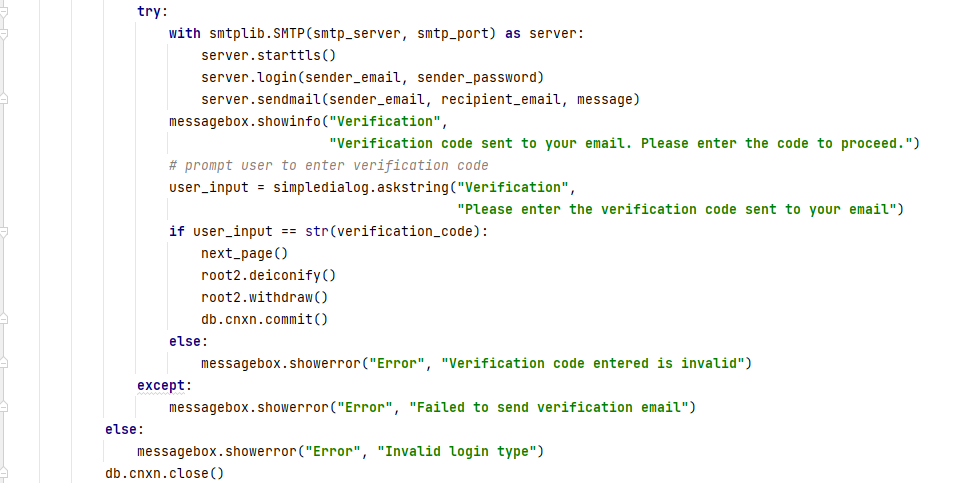 try:
with smtplib.SMTP(smtp_server, smtp_port) as server:
server.starttls()
server.login(sender_email, sender_password)
server.sendmail(sender_email, recipient_email, message)
messagebox.showinfo("Verification",
"Verification code sent to your email. Please enter the code to proceed.")
# prompt user to enter verification code
user_input = simpledialog.askstring("Verification",
"Please enter the verification code sent to your email")
if user_input == str(verification_code):
next_page()
root2.deiconify()
root2.withdraw()
db.cnxn.commit()
else:
messagebox.showerror("Error", "Verification code entered is invalid")
except:
messagebox.showerror("Error", "Failed to send verification email")
else:
messagebox.showerror("Error", "Invalid login type")
db.cnxn.close()